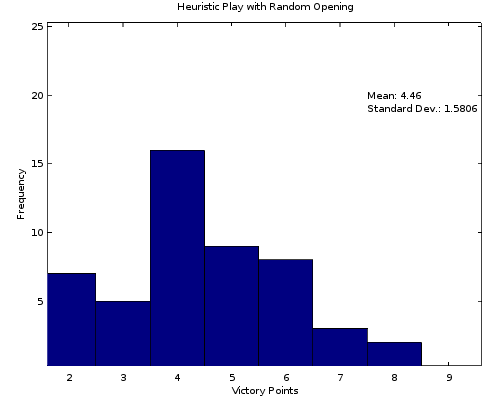 Heuristic Play with Random Opening
25
20
15
10
5
Mean: 4.46
Standard Dev.: 1.5806
Frequency
2 3 4 5 6 7 8 9
Victory Points